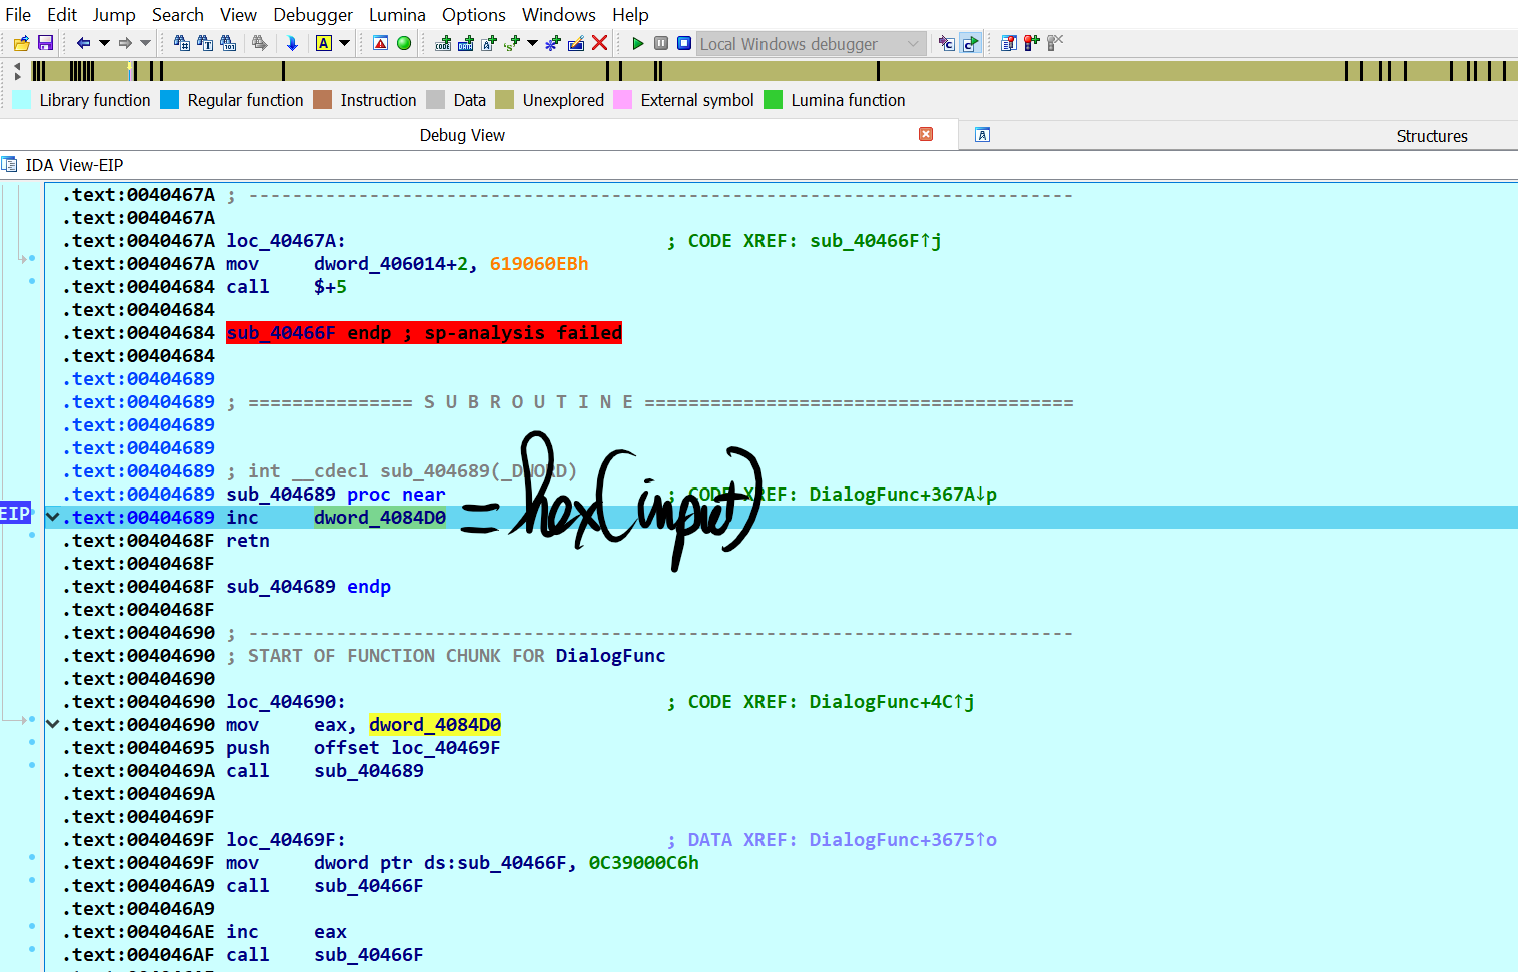 File Edit Jump Search View Debugger Lumina Options Windows Help
Local Windows debugger
Library function Regular function Instruction Data Unexplored External symbol Lumina function
Debug View Structures
IDA View-EIP
.text:0040467A ; ---------------------------------------------------------------------------
.text:0040467A
.text:0040467A loc_40467A: ; CODE XREF: sub_40466F↑j
.text:0040467A mov dword_406014+2, 619060EBh
.text:00404684 call $+5
.text:00404684
.text:00404684 sub_40466F endp ; sp-analysis failed
.text:00404684
.text:00404689
.text:00404689 ; =============== S U B R O U T I N E =======================================
.text:00404689
.text:00404689
.text:00404689 ; int __cdecl sub_404689(_DWORD)
.text:00404689 sub_404689 proc near ; CODE XREF: DialogFunc+367A↓p
EIP .text:00404689 inc dword_4084D0 = hex(input)
.text:0040468F retn
.text:0040468F
.text:0040468F sub_404689 endp
.text:0040468F
.text:00404690 ; ---------------------------------------------------------------------------
.text:00404690 ; START OF FUNCTION CHUNK FOR DialogFunc
.text:00404690
.text:00404690 loc_404690: ; CODE XREF: DialogFunc+4C↑j
.text:00404690 mov eax, dword_4084D0
.text:00404695 push offset loc_40469F
.text:0040469A call sub_404689
.text:0040469A
.text:0040469F
.text:0040469F loc_40469F: ; DATA XREF: DialogFunc+3675↑o
.text:0040469F mov dword ptr ds:sub_40466F, 0C39000C6h
.text:004046A9 call sub_40466F
.text:004046A9
.text:004046AE inc eax
.text:004046AF call sub_40466F